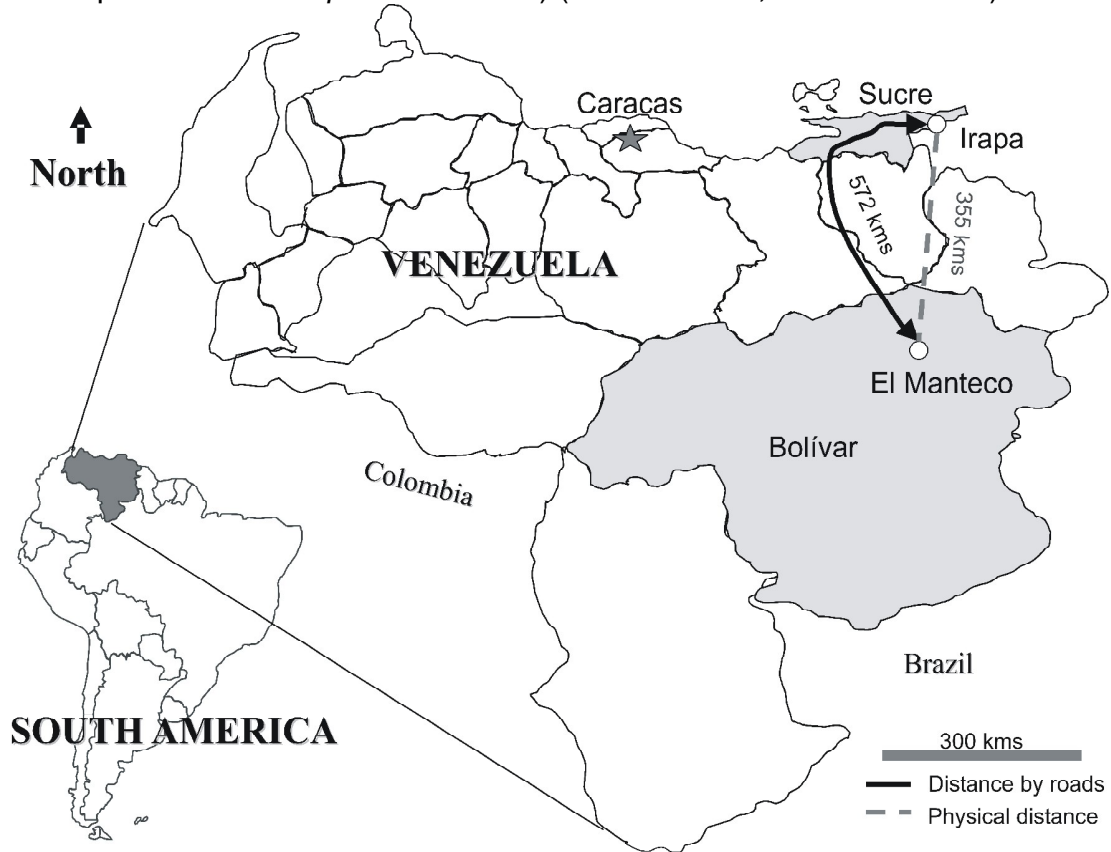 Sucre
Caracas
Irapa
North
572 kms
355 kms
VENEZUELA
El Manteco
Bolívar
Colombia
Brazil
SOUTH AMERICA
300 kms
Distance by roads
Physical distance